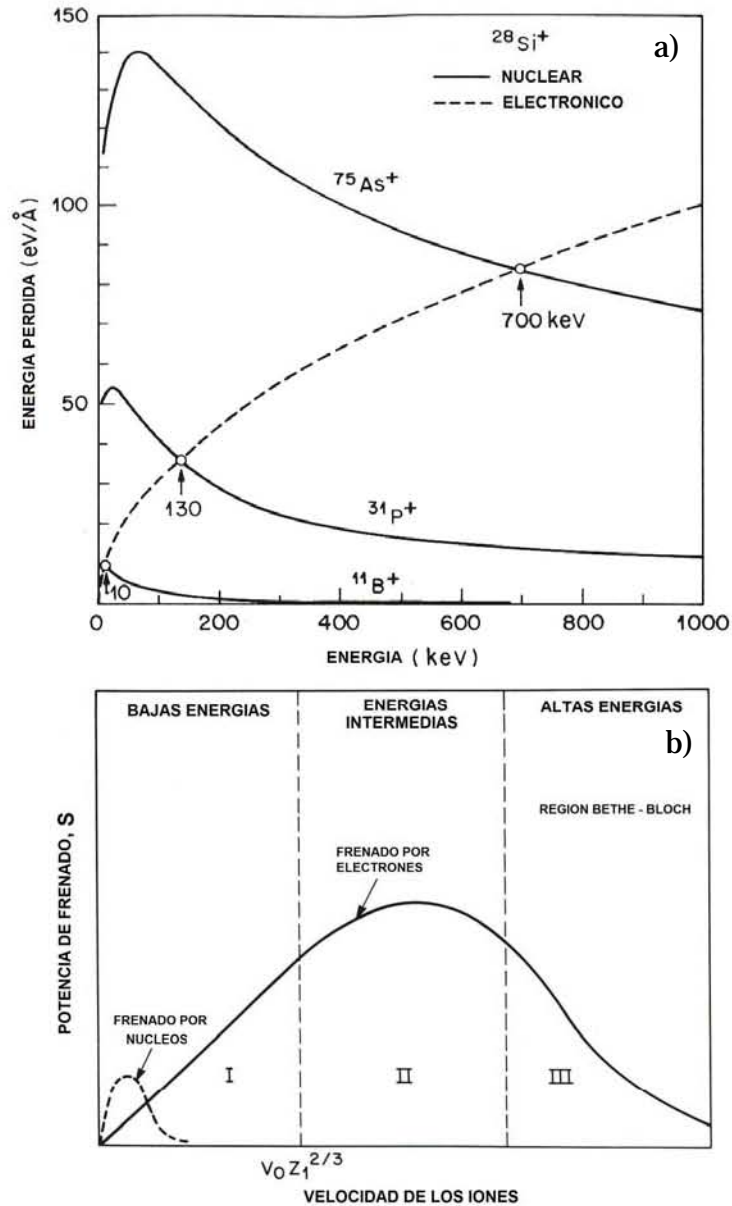 a)
28Si+
NUCLEAR
ELECTRONICO
ENERGIA PERDIDA (eV/Å)
150
100
50
0
75As+
700 keV
130
31P+
10
11B+
0 200 400 600 800 1000
ENERGIA (keV)
b)
BAJAS ENERGIAS
ENERGIAS
INTERMEDIAS
ALTAS ENERGIAS
REGION BETHE - BLOCH
POTENCIA DE FRENADO, S
FRENADO POR
ELECTRONES
FRENADO POR
NUCLEOS
I
II
III
V0 Z1 2/3
VELOCIDAD DE LOS IONES